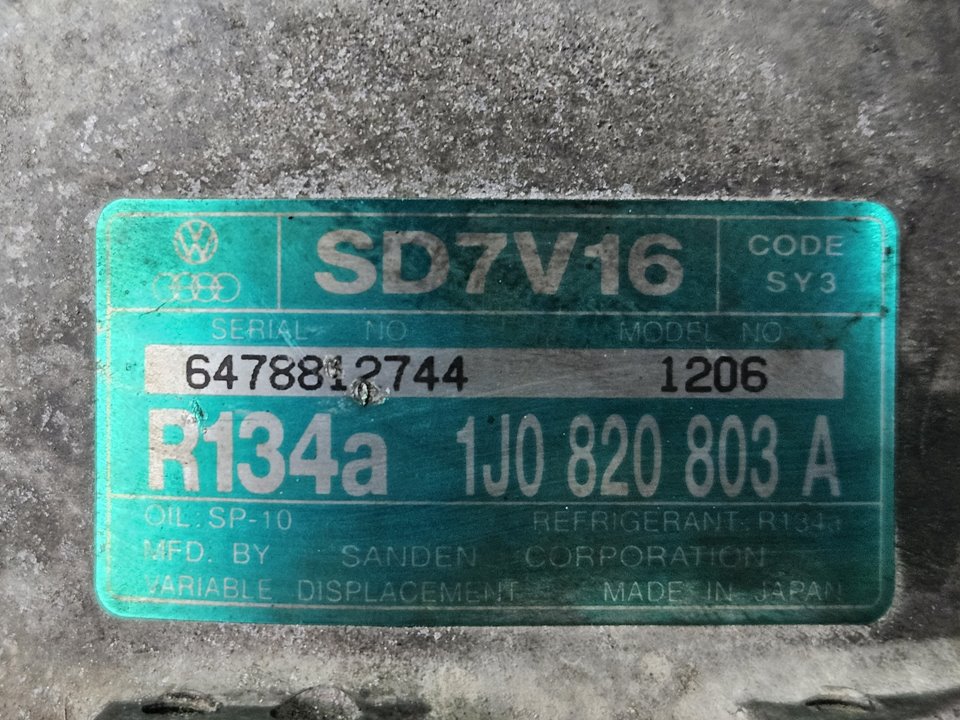 SD7V16
CODE
SY3
SERIAL NO
MODEL NO
6478812744
1206
R134a
1J0 820 803 A
OIL SP-10
REFRIGERANT R134a
MFD. BY SANDEN CORPORATION
VARIABLE DISPLACEMENT
MADE IN JAPAN